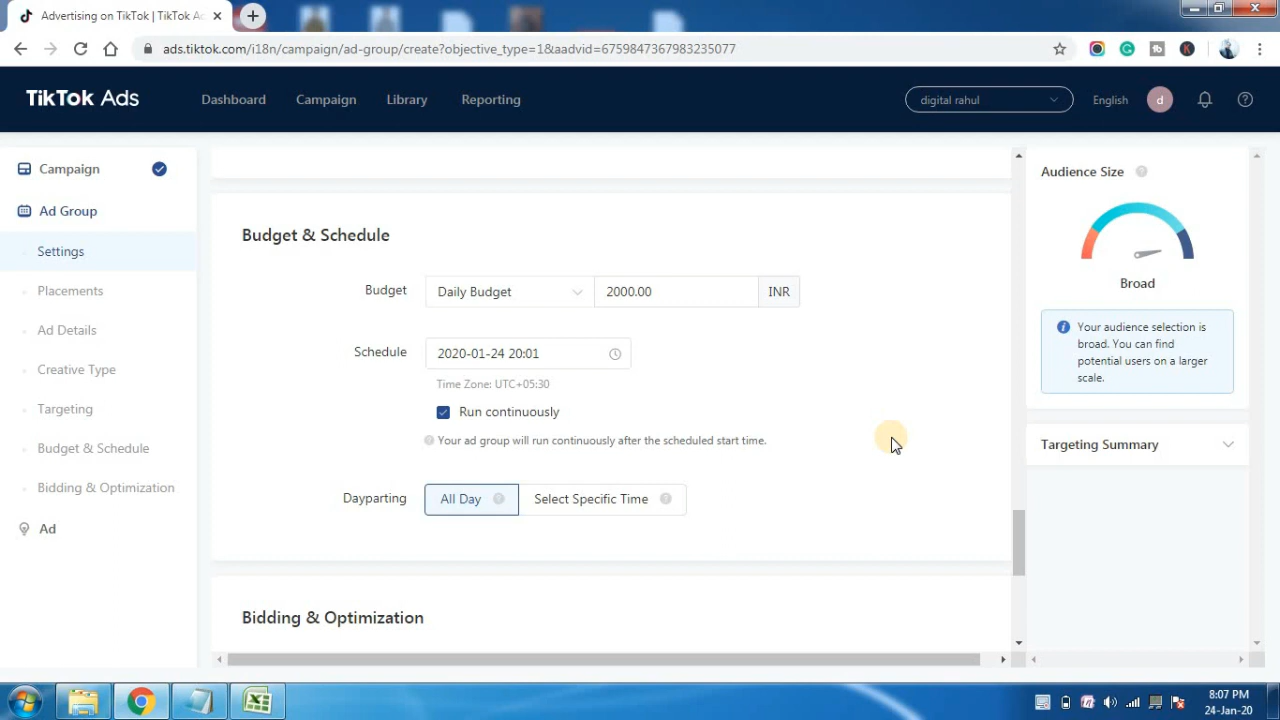 Advertising on TikTok | TikTok Ad
ads.tiktok.com/i18n/campaign/ad-group/create?objective_type=1&aadvid=6759847367983235077
TikTok Ads
Dashboard
Campaign
Library
Reporting
digital rahul
English
d
Campaign
Ad Group
Settings
Placements
Ad Details
Creative Type
Targeting
Budget & Schedule
Bidding & Optimization
Ad
Budget & Schedule
Budget
Daily Budget
2000.00
INR
Schedule
2020-01-24 20:01
Time Zone: UTC+05:30
Run continuously
Your ad group will run continuously after the scheduled start time.
Dayparting
All Day
Select Specific Time
Bidding & Optimization
Audience Size
Broad
Your audience selection is
broad. You can find
potential users on a larger
scale.
Targeting Summary
8:07 PM
24-Jan-20